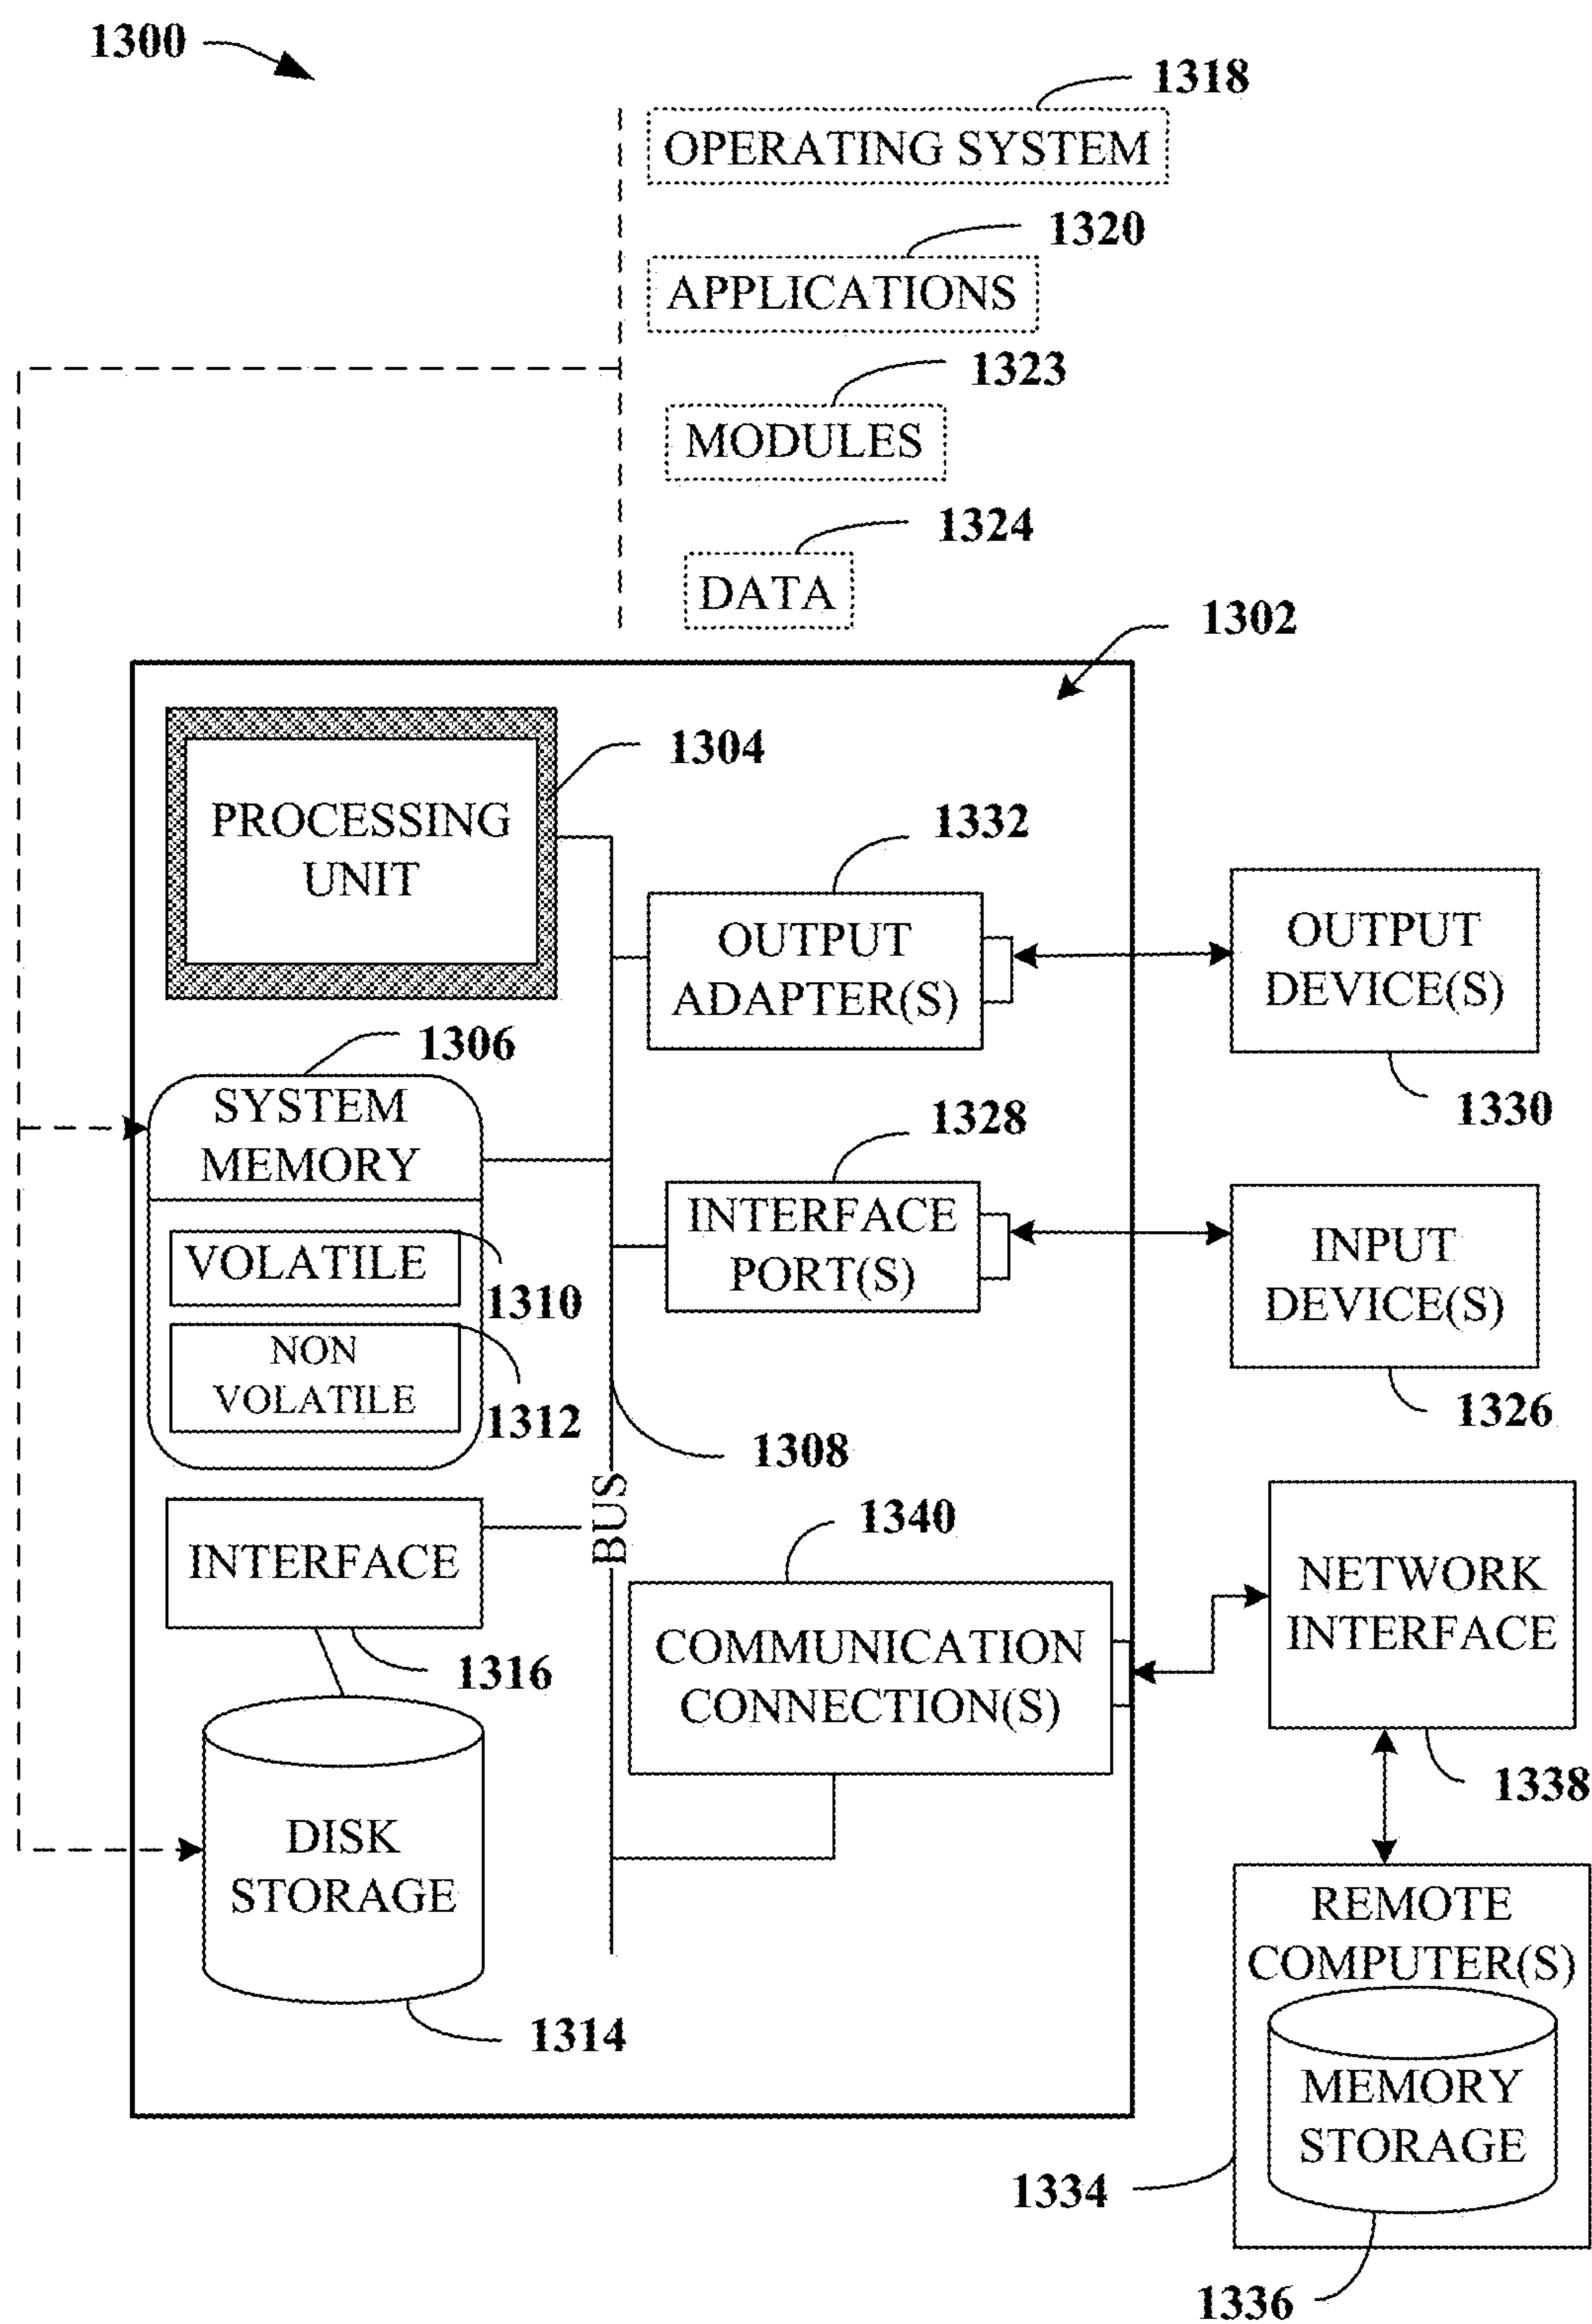 1300
1318
OPERATING SYSTEM
1320
APPLICATIONS
1323
MODULES
1324
DATA
1302
1304
PROCESSING
UNIT
1332
OUTPUT
ADAPTER(S)
OUTPUT
DEVICE(S)
1330
1306
SYSTEM
MEMORY
VOLATILE
1310
NON
VOLATILE
1312
1328
INTERFACE
PORT(S)
INPUT
DEVICE(S)
1326
1308
BUS
INTERFACE
1316
1340
COMMUNICATION
CONNECTION(S)
NETWORK
INTERFACE
1338
DISK
STORAGE
1314
REMOTE
COMPUTER(S)
MEMORY
STORAGE
1334
1336